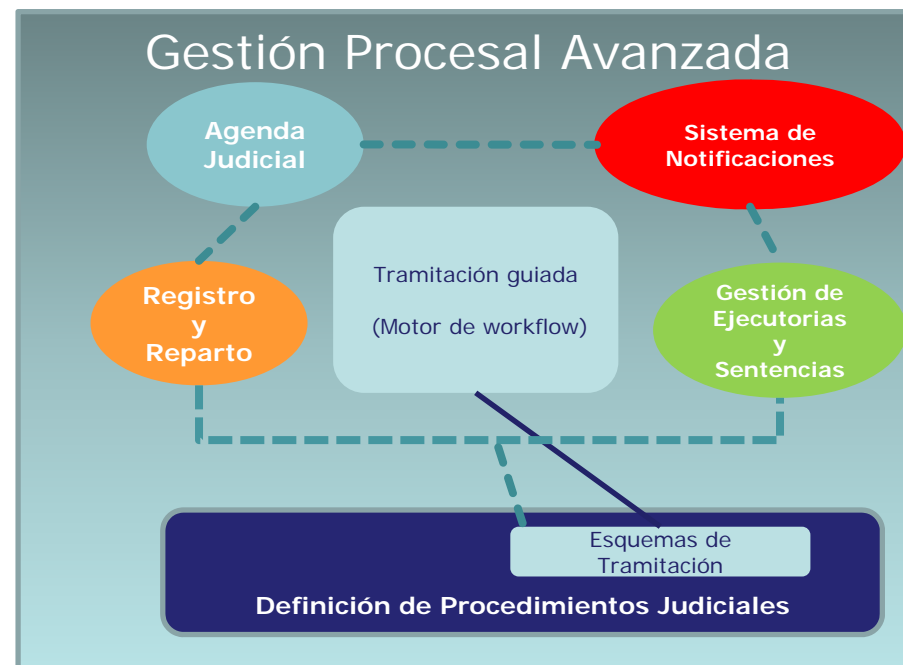 Gestión Procesal Avanzada
Agenda
Judicial
Sistema de
Notificaciones
Tramitación guiada
(Motor de workflow)
Registro
y
Reparto
Gestión de
Ejecutorias
y
Sentencias
Esquemas de
Tramitación
Definición de Procedimientos Judiciales